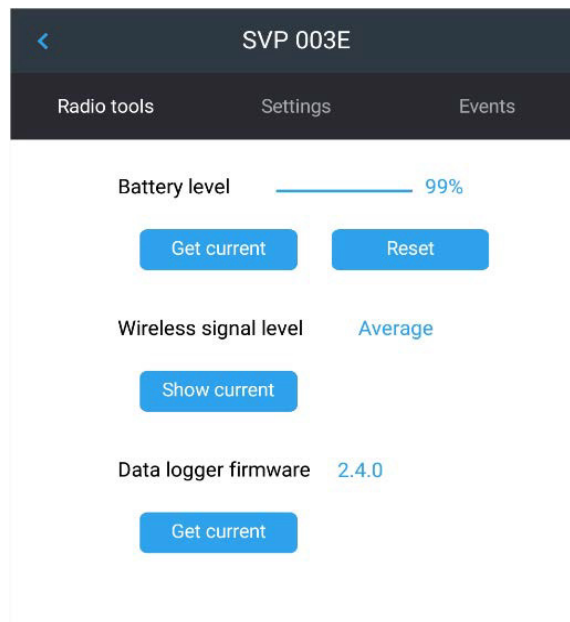 SVP 003E
Radio tools Settings Events
Battery level 99%
Get current Reset
Wireless signal level Average
Show current
Data logger firmware 2.4.0
Get current